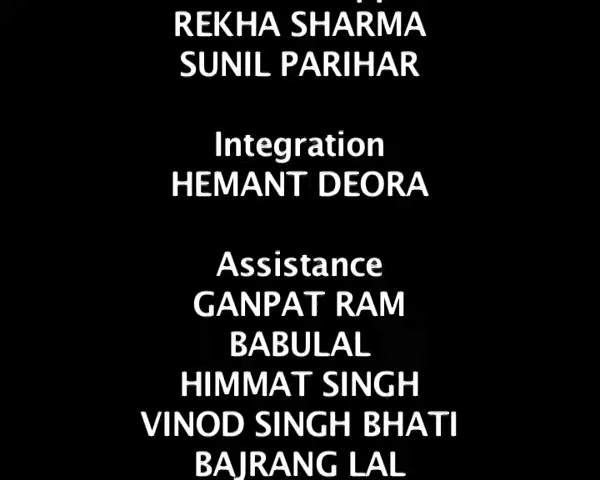 REKHA SHARMA
SUNIL PARIHAR
Integration
HEMANT DEORA
Assistance
GANPAT RAM
BABULAL
HIMMAT SINGH
VINOD SINGH BHATI
BAJRANG LAL